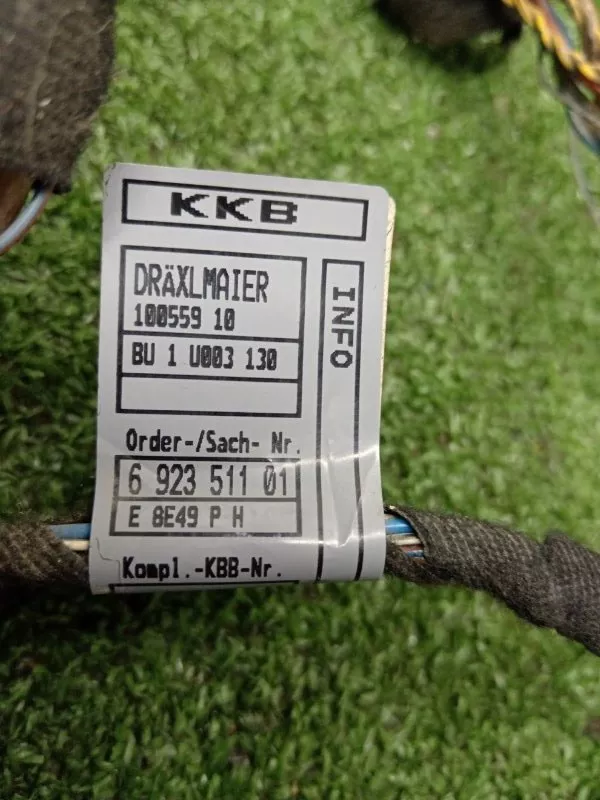 KKB
DRÄXLMAIER
100559 10
BU 1 U003 130
INFO
Order-/Sach- Nr.
6 923 511 01
E 8E49 P H
Kompl.-KBB-Nr.